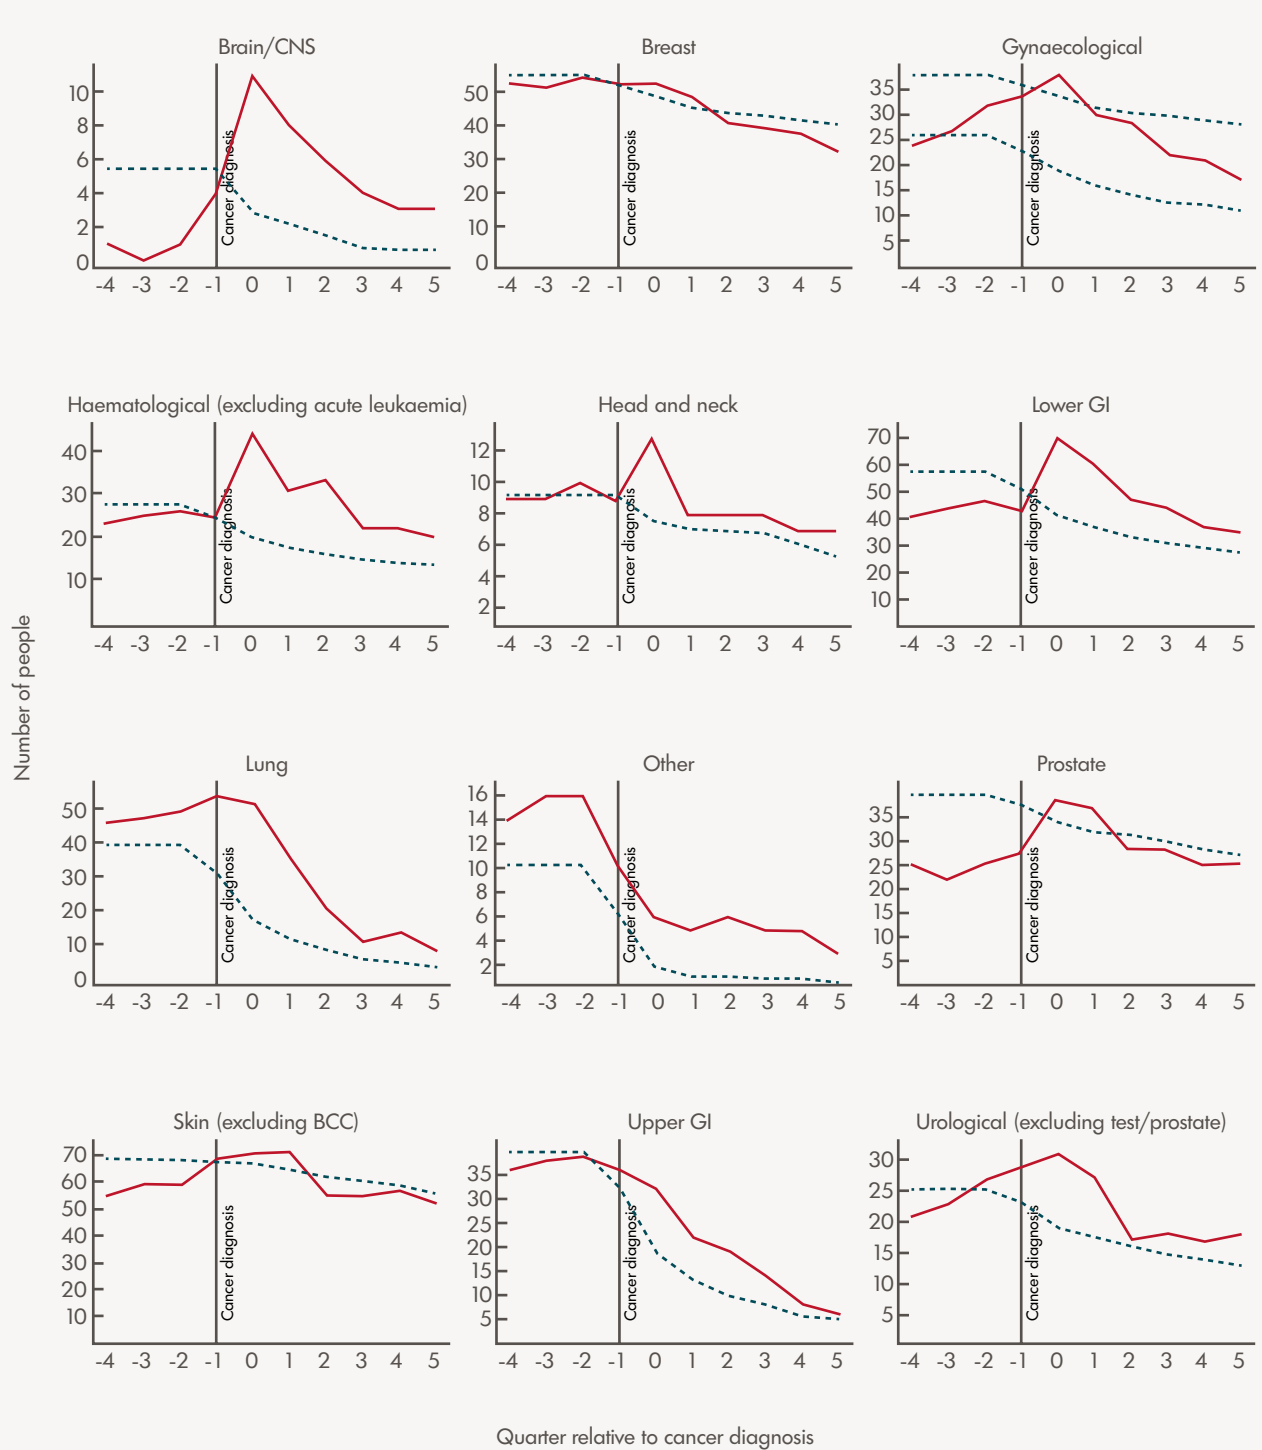 Brain/CNS
10
8
6
4
2
0
Cancer diagnosis
-4 -3 -2 -1 0 1 2 3 4 5
Breast
50
40
30
20
10
0
Cancer diagnosis
-4 -3 -2 -1 0 1 2 3 4 5
Gynaecological
35
30
25
20
15
10
5
Cancer diagnosis
-4 -3 -2 -1 0 1 2 3 4 5
Haematological (excluding acute leukaemia)
40
30
20
10
Cancer diagnosis
-4 -3 -2 -1 0 1 2 3 4 5
Head and neck
12
10
8
6
4
2
Cancer diagnosis
-4 -3 -2 -1 0 1 2 3 4 5
Lower GI
70
60
50
40
30
20
10
Cancer diagnosis
-4 -3 -2 -1 0 1 2 3 4 5
Number of people
Lung
50
40
30
20
10
0
Cancer diagnosis
-4 -3 -2 -1 0 1 2 3 4 5
Other
16
14
12
10
8
6
4
2
Cancer diagnosis
-4 -3 -2 -1 0 1 2 3 4 5
Prostate
35
30
25
20
15
10
5
Cancer diagnosis
-4 -3 -2 -1 0 1 2 3 4 5
Skin (excluding BCC)
70
60
50
40
30
20
10
Cancer diagnosis
-4 -3 -2 -1 0 1 2 3 4 5
Upper GI
35
30
25
20
15
10
5
Cancer diagnosis
-4 -3 -2 -1 0 1 2 3 4 5
Urological (excluding test/prostate)
30
25
20
15
10
5
Cancer diagnosis
-4 -3 -2 -1 0 1 2 3 4 5
Quarter relative to cancer diagnosis